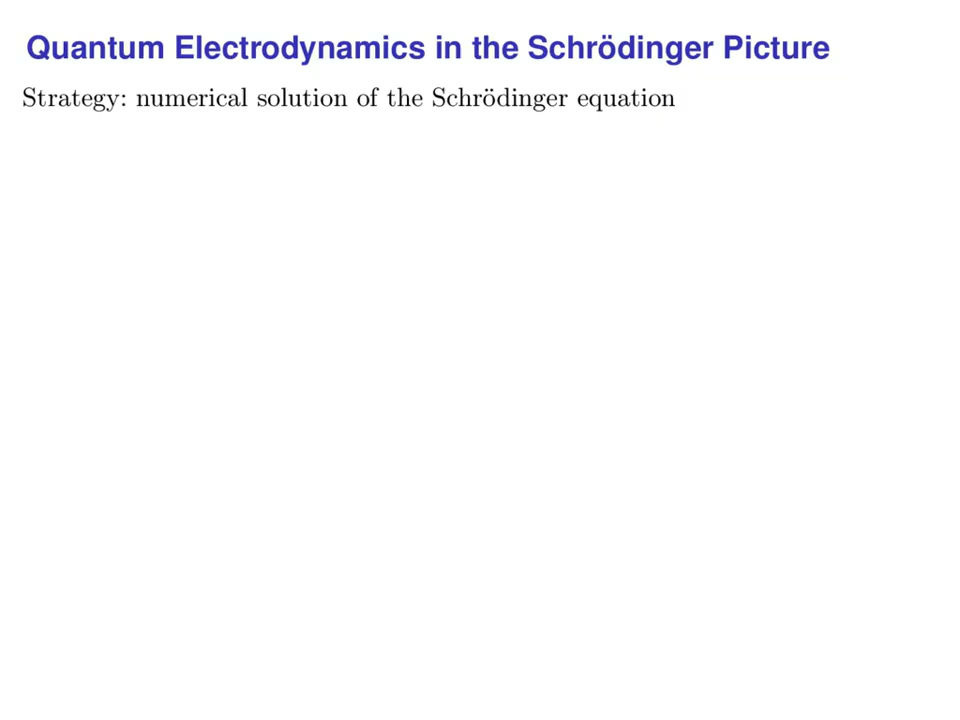 Quantum Electrodynamics in the Schrödinger Picture
Strategy: numerical solution of the Schrödinger equation